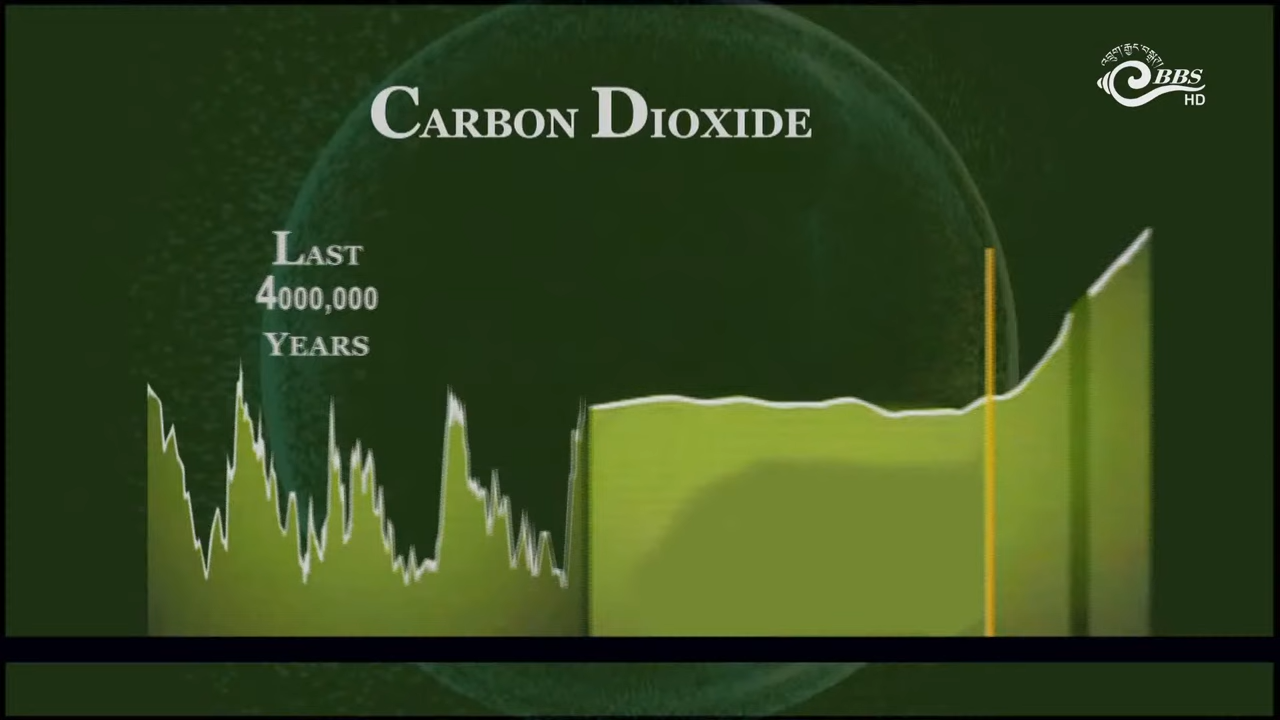 CARBON DIOXIDE
LAST
4000,000
YEARS
BBS
HD